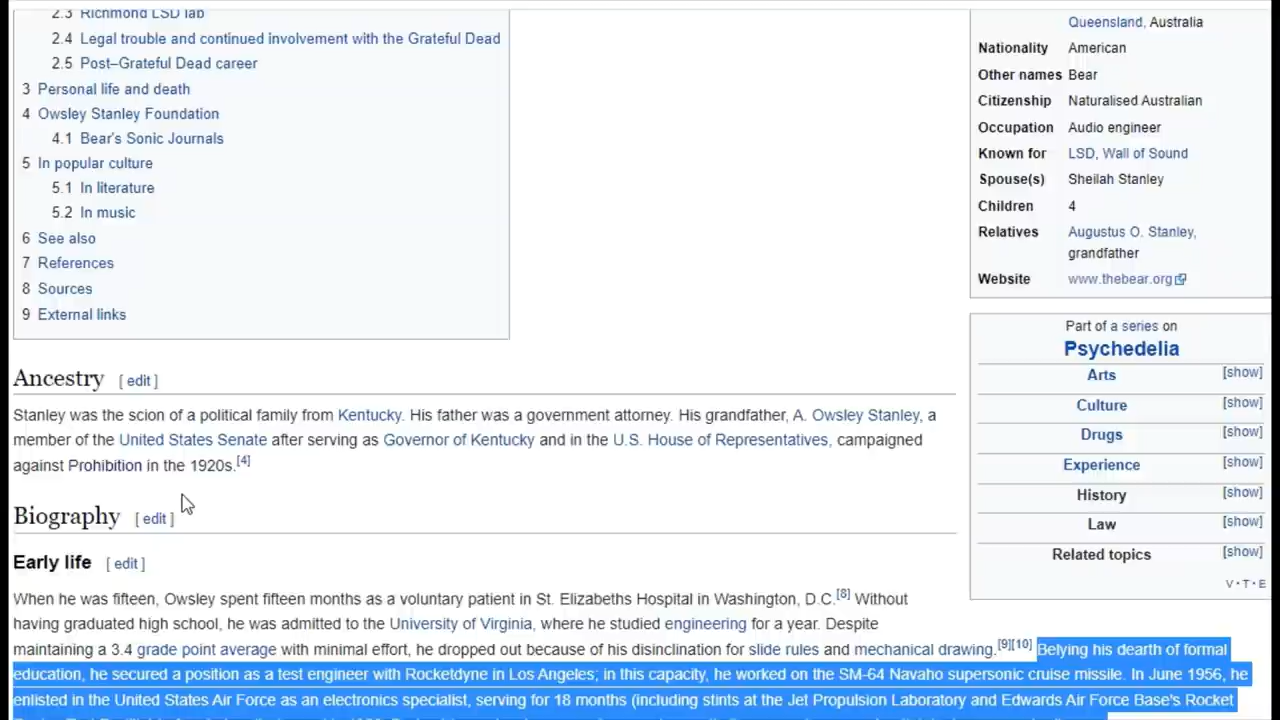 2.3 Richmond LSD lab
2.4 Legal trouble and continued involvement with the Grateful Dead
2.5 Post–Grateful Dead career
3 Personal life and death
4 Owsley Stanley Foundation
4.1 Bear's Sonic Journals
5 In popular culture
5.1 In literature
5.2 In music
6 See also
7 References
8 Sources
9 External links
Queensland, Australia
Nationality American
Other names Bear
Citizenship Naturalised Australian
Occupation Audio engineer
Known for LSD, Wall of Sound
Spouse(s) Sheilah Stanley
Children 4
Relatives Augustus O. Stanley,
grandfather
Website www.thebear.org
Part of a series on
Psychedelia
Arts [show]
Culture [show]
Drugs [show]
Experience [show]
History [show]
Law [show]
Related topics [show]
V·T·E
Ancestry [ edit ]
Stanley was the scion of a political family from Kentucky. His father was a government attorney. His grandfather, A. Owsley Stanley, a
member of the United States Senate after serving as Governor of Kentucky and in the U.S. House of Representatives, campaigned
against Prohibition in the 1920s.[4]
Biography [ edit ]
Early life [ edit ]
When he was fifteen, Owsley spent fifteen months as a voluntary patient in St. Elizabeths Hospital in Washington, D.C.[8] Without
having graduated high school, he was admitted to the University of Virginia, where he studied engineering for a year. Despite
maintaining a 3.4 grade point average with minimal effort, he dropped out because of his disinclination for slide rules and mechanical drawing.[9][10] Belying his dearth of formal
education, he secured a position as a test engineer with Rocketdyne in Los Angeles; in this capacity, he worked on the SM-64 Navaho supersonic cruise missile. In June 1956, he
enlisted in the United States Air Force as an electronics specialist, serving for 18 months (including stints at the Jet Propulsion Laboratory and Edwards Air Force Base's Rocket